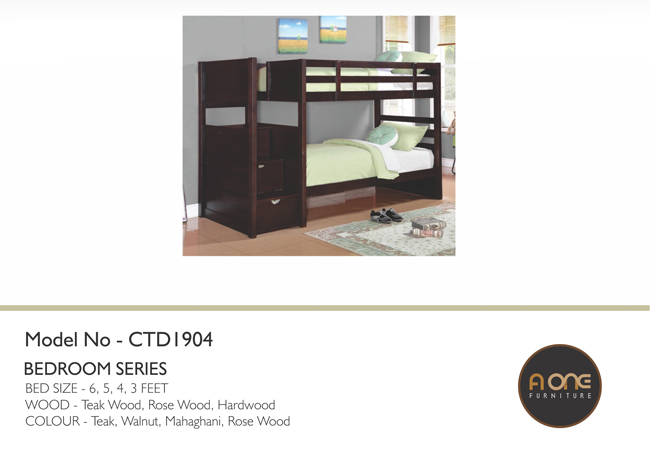 Model No - CTD1904
BEDROOM SERIES
BED SIZE - 6, 5, 4, 3 FEET
WOOD - Teak Wood, Rose Wood, Hardwood
COLOUR - Teak, Walnut, Mahaghani, Rose Wood
A ONE
FURNITURE